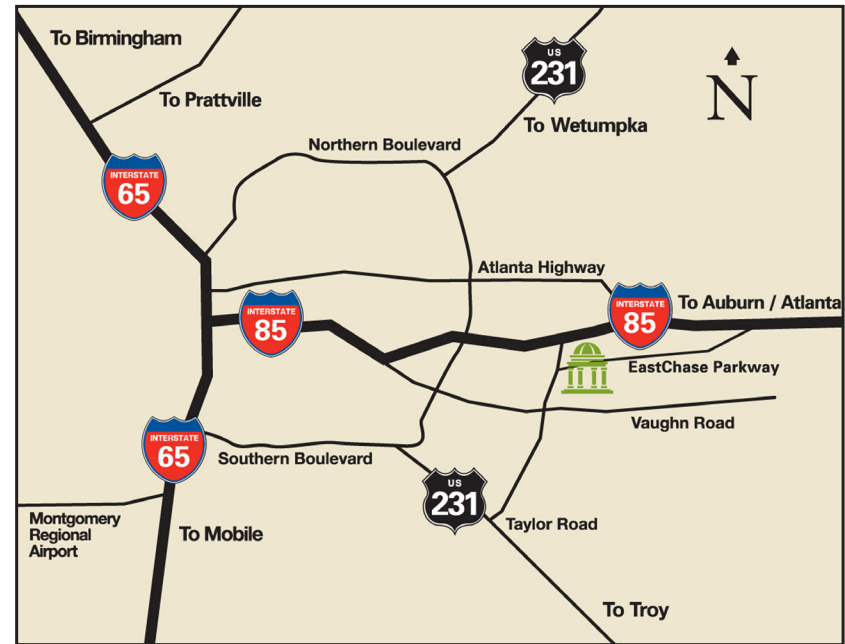 To Birmingham
US
231
N
To Prattville
To Wetumpka
Northern Boulevard
INTERSTATE
65
Atlanta Highway
INTERSTATE
85
INTERSTATE
85
To Auburn / Atlanta
EastChase Parkway
Vaughn Road
INTERSTATE
65
Southern Boulevard
US
231
Montgomery
Regional
Airport
To Mobile
Taylor Road
To Troy